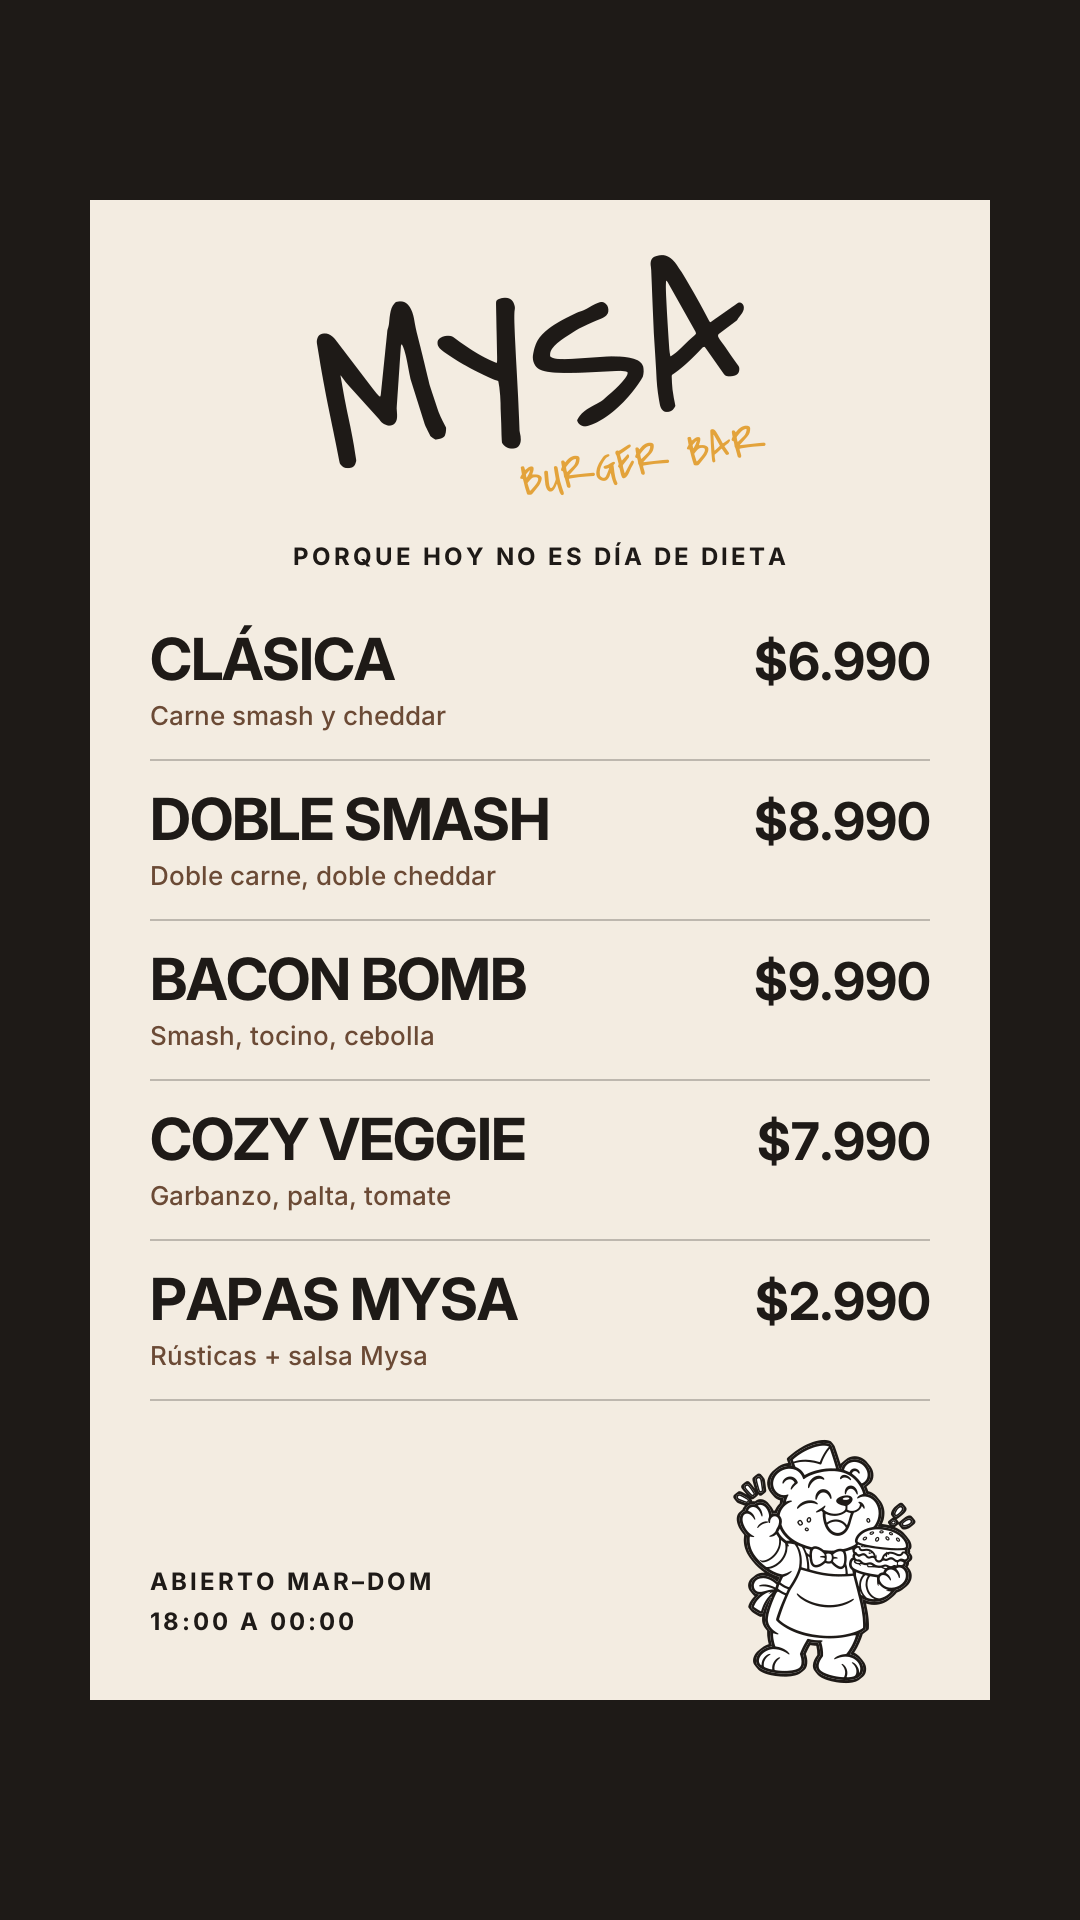 MYSA
BURGER BAR
PORQUE HOY NO ES DÍA DE DIETA
CLÁSICA $6.990
Carne smash y cheddar
DOBLE SMASH $8.990
Doble carne, doble cheddar
BACON BOMB $9.990
Smash, tocino, cebolla
COZY VEGGIE $7.990
Garbanzo, palta, tomate
PAPAS MYSA $2.990
Rústicas + salsa Mysa
ABIERTO MAR–DOM
18:00 A 00:00